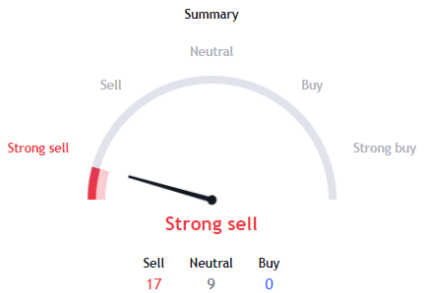 Summary
Neutral
Sell Buy
Strong sell Strong buy
Strong sell
Sell Neutral Buy
17 9 0